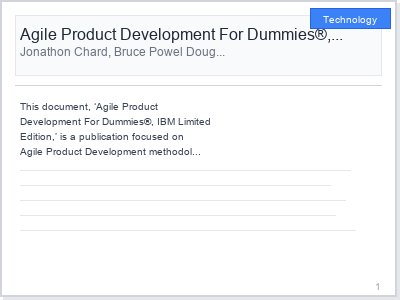 Technology
Agile Product Development For Dummies®,...
Jonathon Chard, Bruce Powel Doug...
This document, 'Agile Product
Development For Dummies®, IBM Limited
Edition,' is a publication focused on
Agile Product Development methodol...
1